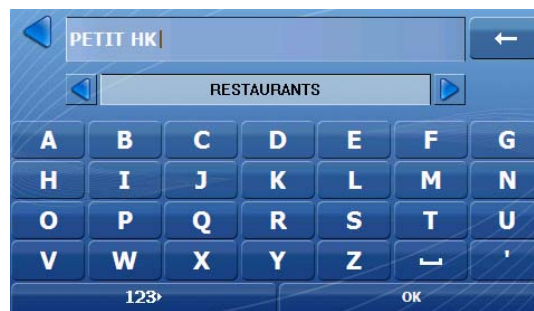 PETIT HK
←
RESTAURANTS
A B C D E F G
H I J K L M N
O P Q R S T U
V W X Y Z ⎵ '
123› OK